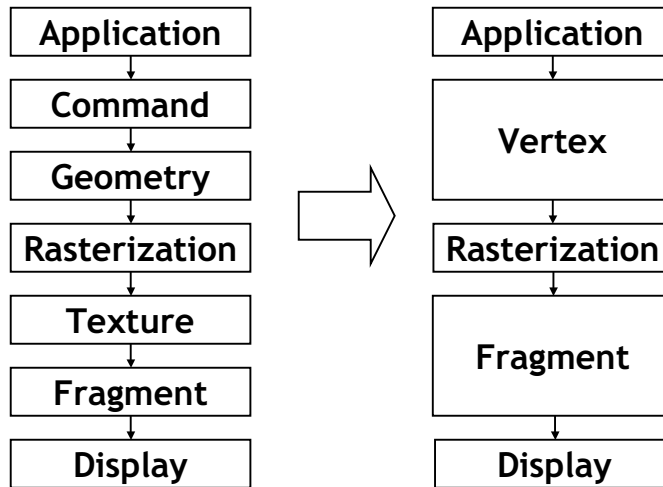 Application
Command
Geometry
Rasterization
Texture
Fragment
Display
Application
Vertex
Rasterization
Fragment
Display